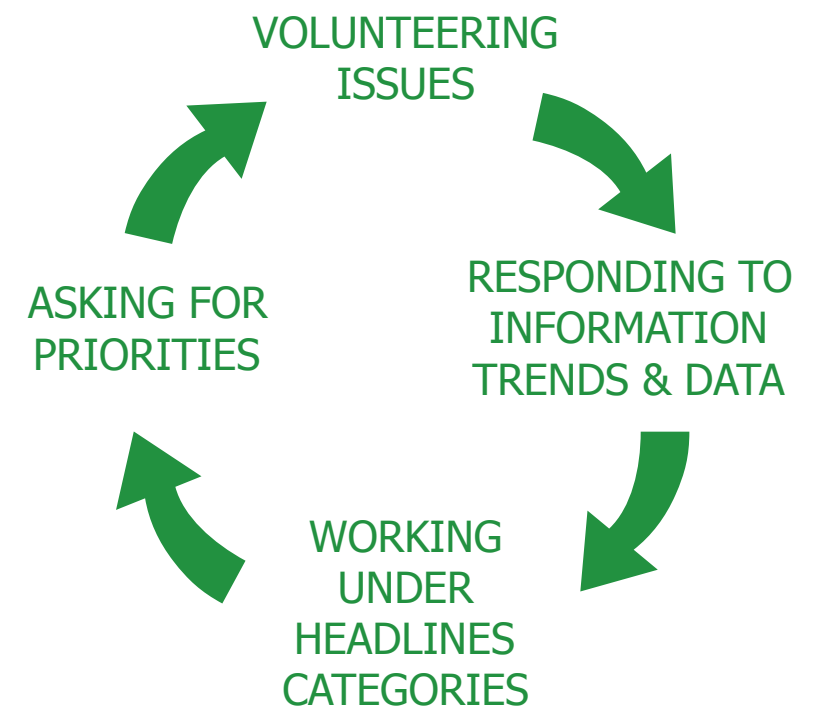 VOLUNTEERING
ISSUES
RESPONDING TO
INFORMATION
TRENDS & DATA
WORKING
UNDER
HEADLINES
CATEGORIES
ASKING FOR
PRIORITIES